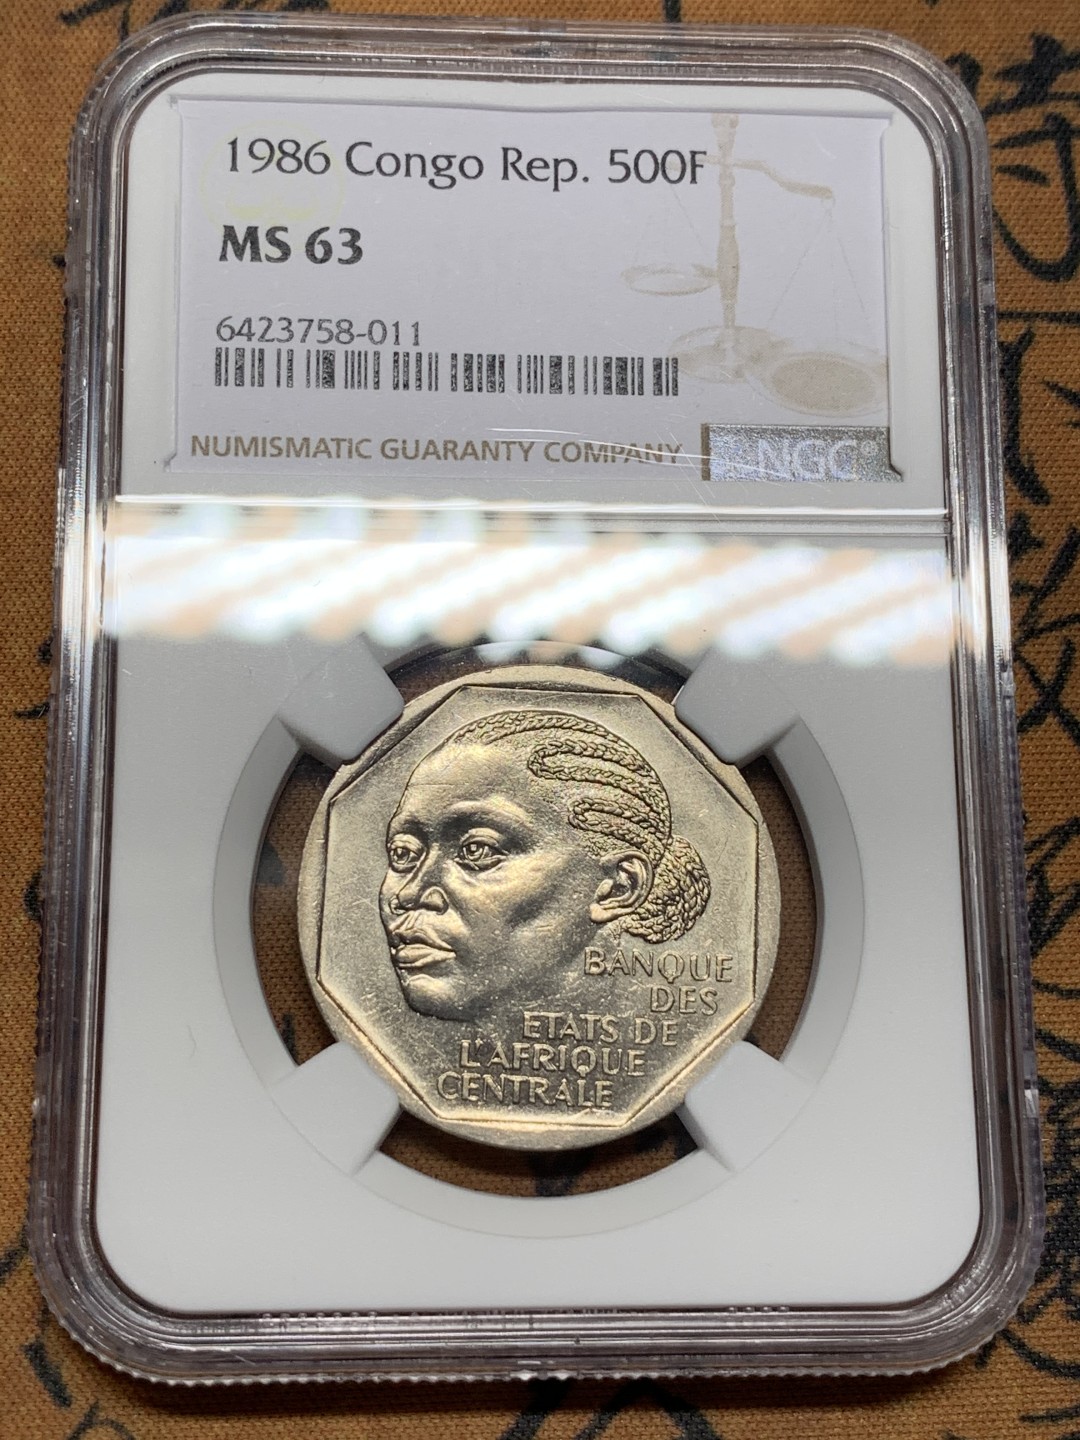 1986 Congo Rep. 500F
MS 63
6423758-011
NUMISMATIC GUARANTY COMPANY
NGC
BANQUE
DES
ETATS DE
L'AFRIQUE
CENTRALE